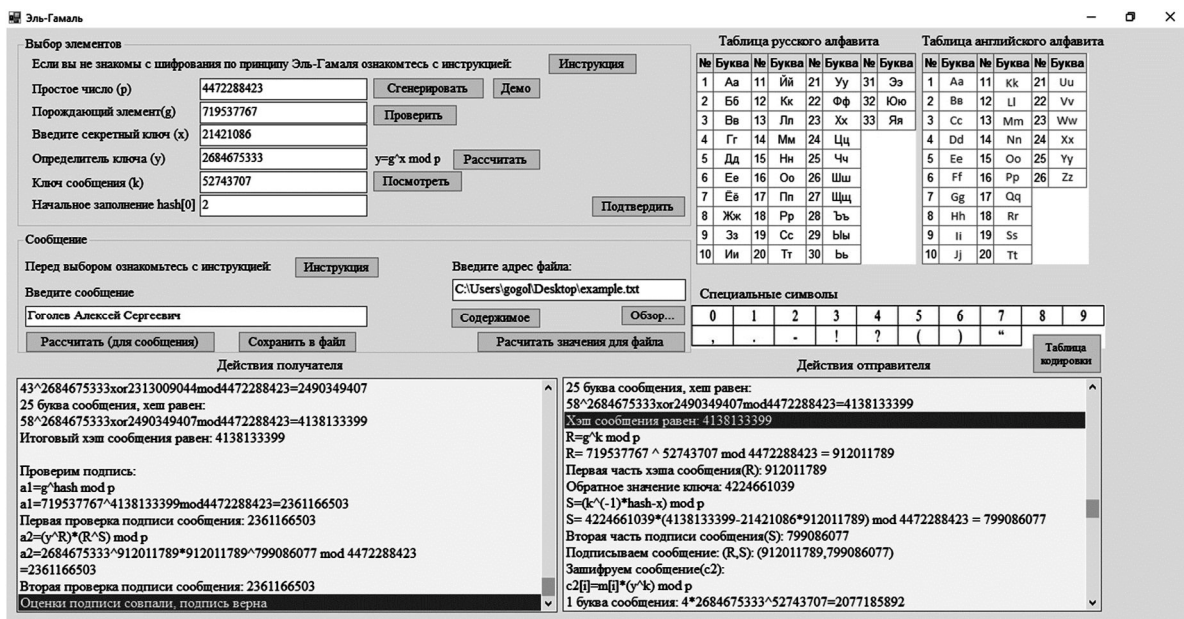 Эль-Гамаль
Выбор элементов
Если вы не знакомы с шифрования по принципу Эль-Гамаля ознакомтесь с инструкцией:
Инструкция
Простое число (p)
4472288423
Сгенерировать
Демо
Порождающий элемент(g)
719537767
Проверить
Введите секретный ключ (x)
21421086
Определитель ключа (y)
2684675333
y=g^x mod p
Рассчитать
Ключ сообщения (k)
52743707
Посмотреть
Начальное заполнение hash[0]
2
Подтвердить
Сообщение
Перед выбором ознакомьтесь с инструкцией:
Инструкция
Введите сообщение
Гоголев Алексей Сергеевич
Рассчитать (для сообщения)
Сохранить в файл
Введите адрес файла:
C:\Users\gogol\Desktop\example.txt
Содержимое
Обзор...
Расчитать значения для файла
Таблица русского алфавита
№ Буква № Буква № Буква № Буква
1 Аа 11 Йй 21 Уу 31 Ээ
2 Бб 12 Кк 22 Фф 32 Юю
3 Вв 13 Лл 23 Хх 33 Яя
4 Гг 14 Мм 24 Цц
5 Дд 15 Нн 25 Чч
6 Ее 16 Оо 26 Шш
7 Ёё 17 Пп 27 Щщ
8 Жж 18 Рр 28 Ъъ
9 Зз 19 Сс 29 Ыы
10 Ии 20 Тт 30 Ьь
Таблица английского алфавита
№ Буква № Буква № Буква
1 Aa 11 Kk 21 Uu
2 Bb 12 Ll 22 Vv
3 Cc 13 Mm 23 Ww
4 Dd 14 Nn 24 Xx
5 Ee 15 Oo 25 Yy
6 Ff 16 Pp 26 Zz
7 Gg 17 Qq
8 Hh 18 Rr
9 Ii 19 Ss
10 Jj 20 Tt
Специальные символы
0 1 2 3 4 5 6 7 8 9
, . - ! ? ( ) “
Таблица
кодировки
Действия получателя
43^2684675333xor2313009044mod4472288423=2490349407
25 буква сообщения, хеш равен:
58^2684675333xor2490349407mod4472288423=4138133399
Итоговый хэш сообщения равен: 4138133399
Проверим подпись:
a1=g^hash mod p
a1=719537767^4138133399mod4472288423=2361166503
Первая проверка подписи сообщения: 2361166503
a2=(y^R)*(R^S) mod p
a2=2684675333^912011789*912011789^799086077 mod 4472288423
=2361166503
Вторая проверка подписи сообщения: 2361166503
Оценки подписи совпали, подпись верна
Действия отправителя
25 буква сообщения, хеш равен:
58^2684675333xor2490349407mod4472288423=4138133399
Хэш сообщения равен: 4138133399
R=g^k mod p
R= 719537767 ^ 52743707 mod 4472288423 = 912011789
Первая часть хэша сообщения(R): 912011789
Обратное значение ключа: 4224661039
S=(k^(-1)*hash-x) mod p
S= 4224661039*(4138133399-21421086*912011789) mod 4472288423 = 799086077
Вторая часть подписи сообщения(S): 799086077
Подписываем сообщение: (R,S): (912011789,799086077)
Зашифруем сообщение(c2):
c2[i]=m[i]*(y^k) mod p
1 буква сообщения: 4*2684675333^52743707=2077185892